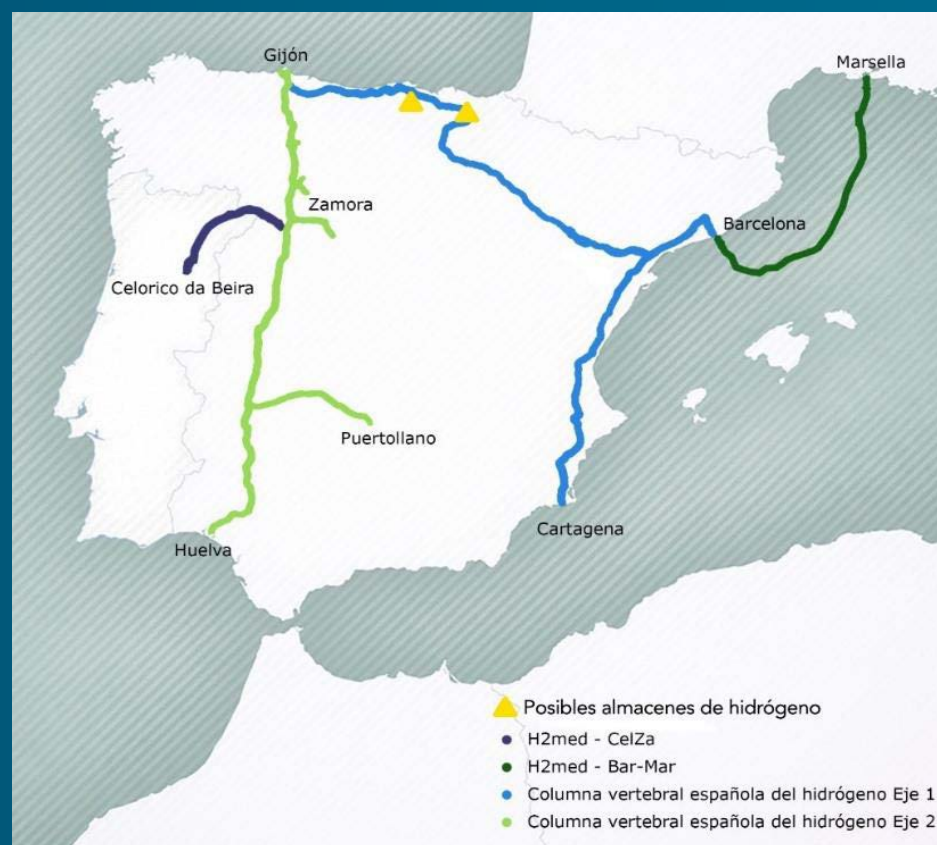 Gijón
Marsella
Zamora
Barcelona
Celorico da Beira
Puertollano
Cartagena
Huelva
Posibles almacenes de hidrógeno
H2med - CelZa
H2med - Bar-Mar
Columna vertebral española del hidrógeno Eje 1
Columna vertebral española del hidrógeno Eje 2